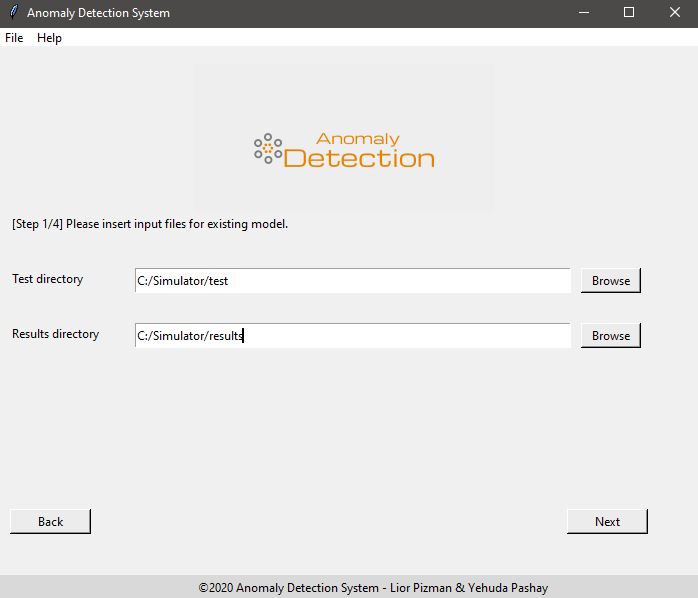 Anomaly Detection System
File Help
Anomaly
Detection
[Step 1/4] Please insert input files for existing model.
Test directory C:/Simulator/test Browse
Results directory C:/Simulator/results Browse
Back Next
©2020 Anomaly Detection System - Lior Pizman & Yehuda Pashay